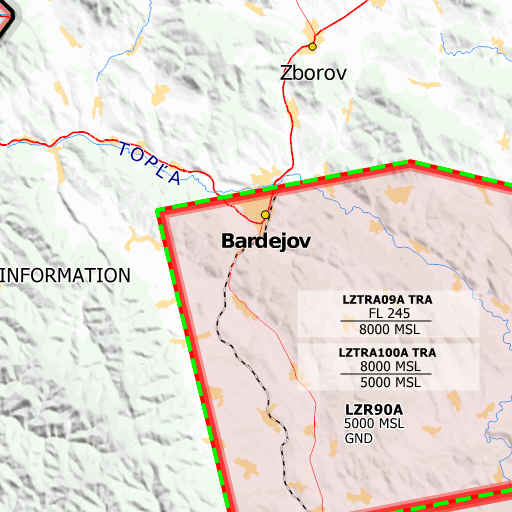 Zborov
TOPĽA
Bardejov
INFORMATION
LZTRA09A TRA
FL 245
8000 MSL
LZTRA100A TRA
8000 MSL
5000 MSL
LZR90A
5000 MSL
GND